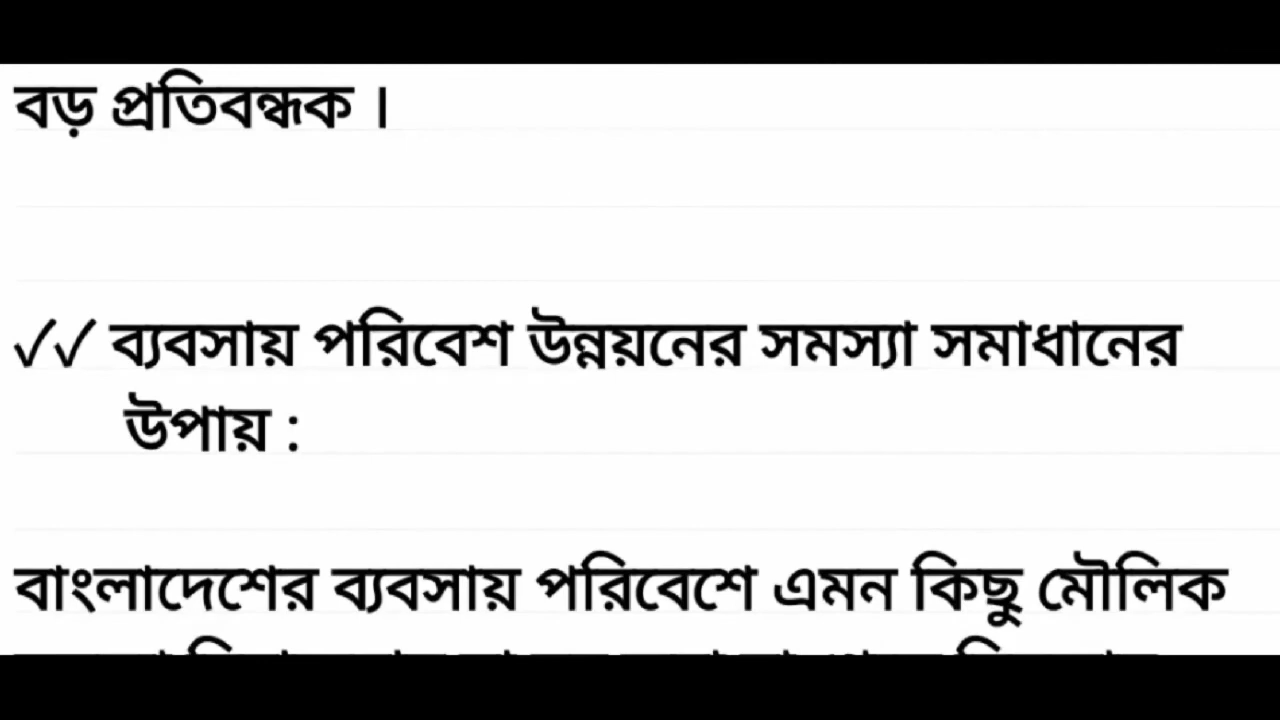 বড় প্রতিবন্ধক ।
✓✓ ব্যবসায় পরিবেশ উন্নয়নের সমস্যা সমাধানের
উপায় :
বাংলাদেশের ব্যবসায় পরিবেশে এমন কিছু মৌলিক